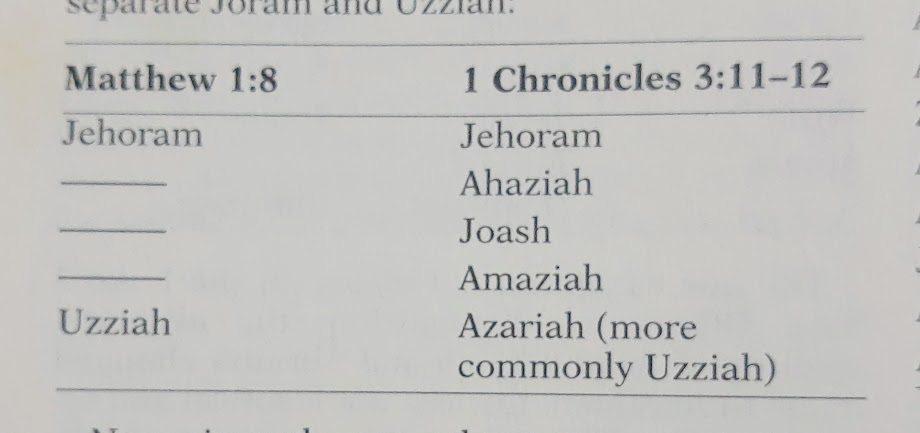 separate Joram and Uzziah:
Matthew 1:8 1 Chronicles 3:11–12
Jehoram Jehoram
Ahaziah
Joash
Amaziah
Uzziah Azariah (more
commonly Uzziah)